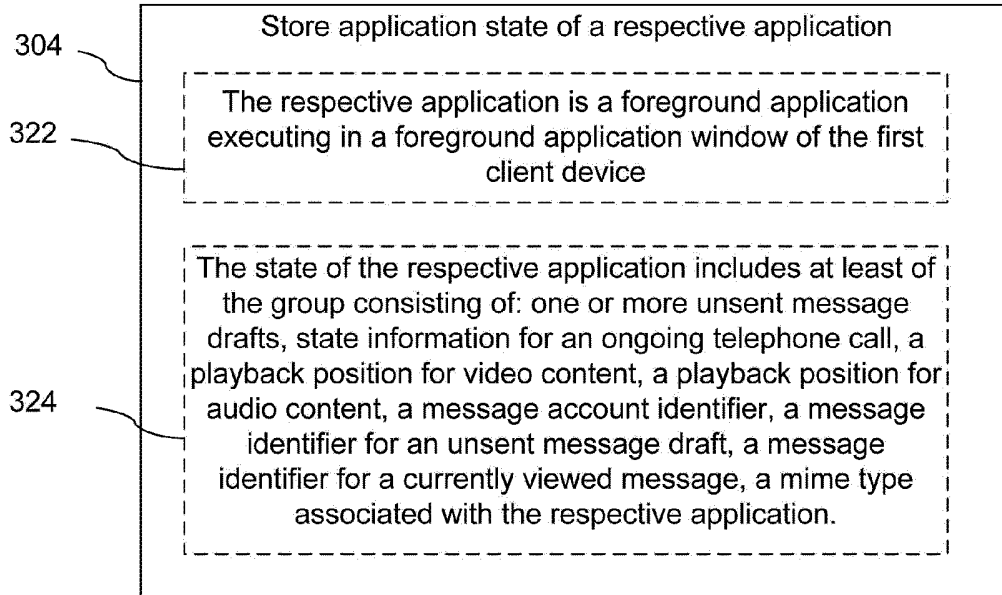 Store application state of a respective application
304
The respective application is a foreground application
executing in a foreground application window of the first
client device
322
The state of the respective application includes at least of
the group consisting of: one or more unsent message
drafts, state information for an ongoing telephone call, a
playback position for video content, a playback position for
audio content, a message account identifier, a message
identifier for an unsent message draft, a message
identifier for a currently viewed message, a mime type
associated with the respective application.
324